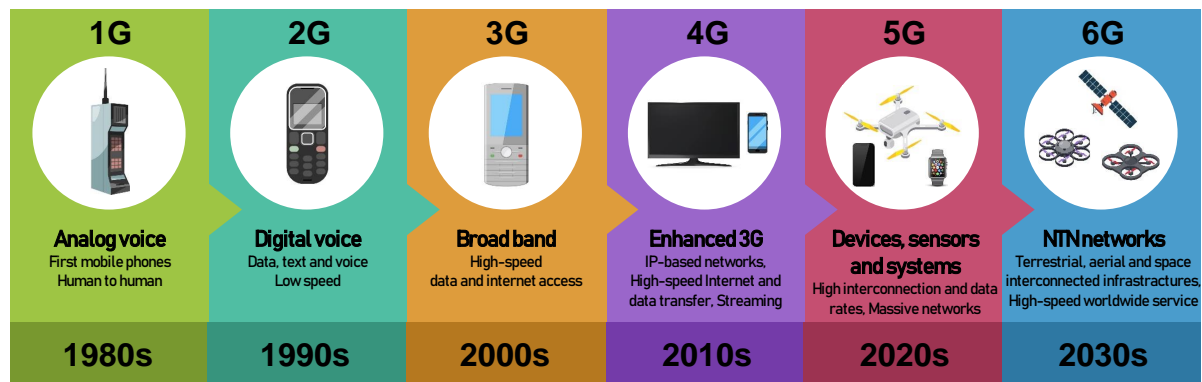 1G
Analog voice
First mobile phones
Human to human
1980s
2G
Digital voice
Data, text and voice
Low speed
1990s
3G
Broad band
High-speed
data and internet access
2000s
4G
Enhanced 3G
IP-based networks,
High-speed Internet and
data transfer, Streaming
2010s
5G
Devices, sensors
and systems
High interconnection and data
rates, Massive networks
2020s
6G
NTN networks
Terrestrial, aerial and space
interconnected infrastructures,
High-speed worldwide service
2030s